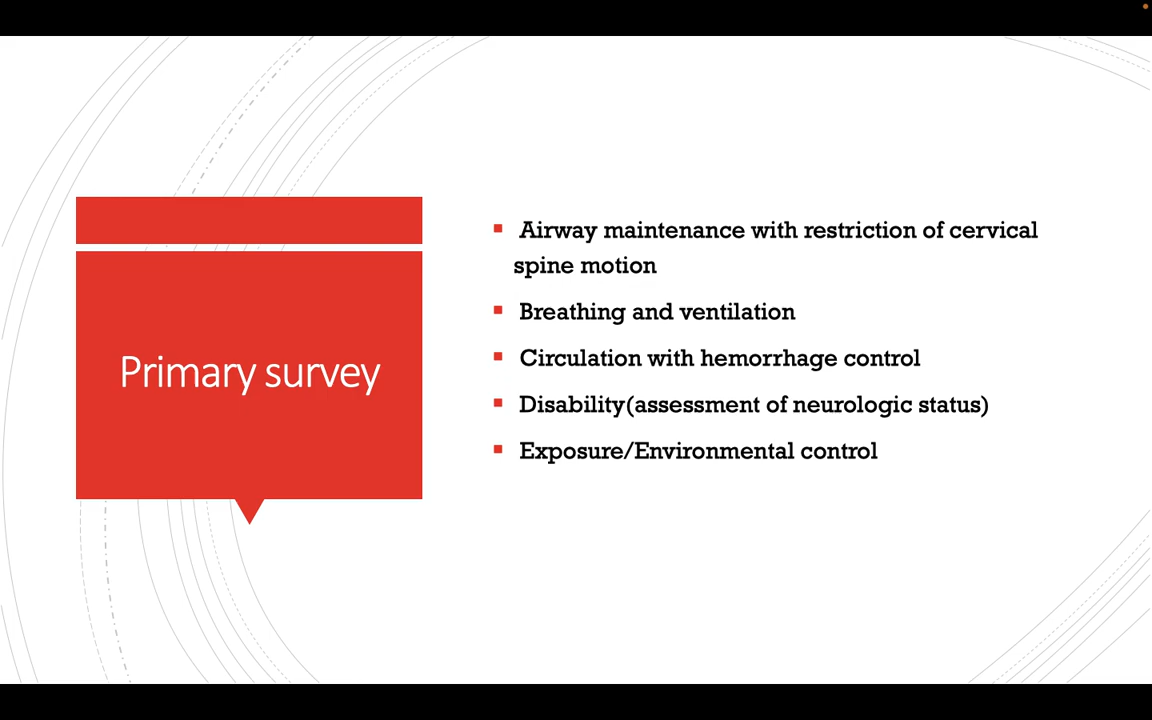 Primary survey
Airway maintenance with restriction of cervical
spine motion
Breathing and ventilation
Circulation with hemorrhage control
Disability(assessment of neurologic status)
Exposure/Environmental control